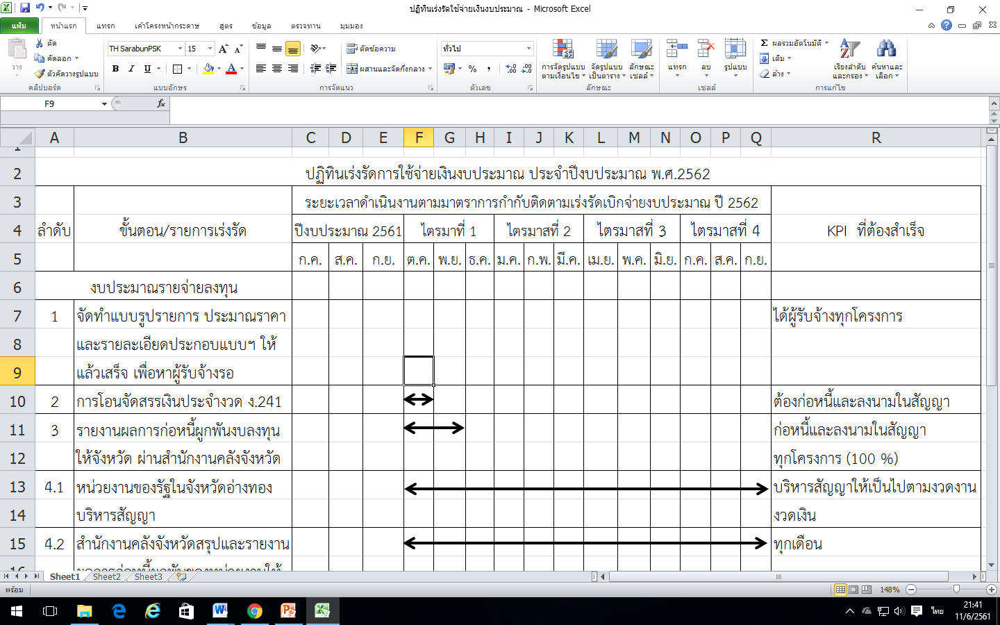 ปฏิทินเร่งรัดใช้จ่ายเงินงบประมาณ - Microsoft Excel
แฟ้ม หน้าแรก แทรก เค้าโครงหน้ากระดาษ สูตร ข้อมูล ตรวจทาน มุมมอง
วาง
ตัด
คัดลอก
ตัวคัดวางรูปแบบ
คลิปบอร์ด
TH SarabunPSK 15
B I U
แบบอักษร
ตัดข้อความ
ผสานและจัดกึ่งกลาง
การจัดแนว
ทั่วไป
ตัวเลข
การจัดรูปแบบตามเงื่อนไข
จัดรูปแบบเป็นตาราง
ลักษณะเซลล์
ลักษณะ
แทรก ลบ รูปแบบ
เซลล์
Σ ผลรวมอัตโนมัติ
เติม
ล้าง
เรียงลำดับและกรอง
ค้นหาและเลือก
การแก้ไข
F9 fx
A B C D E F G H I J K L M N O P Q R
2 ปฏิทินเร่งรัดการใช้จ่ายเงินงบประมาณ ประจำปีงบประมาณ พ.ศ.2562
3 ระยะเวลาดำเนินงานตามมาตราการกำกับติดตามเร่งรัดเบิกจ่ายงบประมาณ ปี 2562
4 ลำดับ ขั้นตอน/รายการเร่งรัด ปีงบประมาณ 2561 ไตรมาที่ 1 ไตรมาสที่ 2 ไตรมาสที่ 3 ไตรมาสที่ 4 KPI ที่ต้องสำเร็จ
5 ก.ค. ส.ค. ก.ย. ต.ค. พ.ย. ธ.ค. ม.ค. ก.พ. มี.ค. เม.ย. พ.ค. มิ.ย. ก.ค. ส.ค. ก.ย.
6 งบประมาณรายจ่ายลงทุน
7 1 จัดทำแบบรูปรายการ ประมาณราคา ได้ผู้รับจ้างทุกโครงการ
8 และรายละเอียดประกอบแบบฯ ให้
9 แล้วเสร็จ เพื่อหาผู้รับจ้างรอ
10 2 การโอนจัดสรรเงินประจำงวด ง.241 ต้องก่อหนี้และลงนามในสัญญา
11 3 รายงานผลการก่อหนี้ผูกพันงบลงทุน ก่อหนี้และลงนามในสัญญา
12 ให้จังหวัด ผ่านสำนักงานคลังจังหวัด ทุกโครงการ (100 %)
13 4.1 หน่วยงานของรัฐในจังหวัดอ่างทอง บริหารสัญญาให้เป็นไปตามงวดงาน
14 บริหารสัญญา งวดเงิน
15 4.2 สำนักงานคลังจังหวัดสรุปและรายงาน ทุกเดือน
Sheet1 Sheet2 Sheet3
พร้อม 148%
ไทย 21:41
11/6/2561